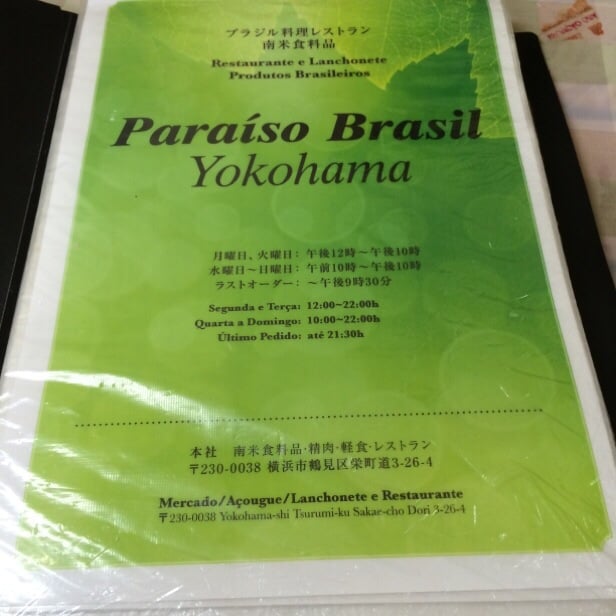 ブラジル料理レストラン
南米食料品
Restaurante e Lanchonete
Produtos Brasileiros
Paraíso Brasil
Yokohama
月曜日、火曜日: 午後12時～午後10時
水曜日～日曜日: 午前10時～午後10時
ラストオーダー: ～午後9時30分
Segunda e Terça: 12:00~22:00h
Quarta a Domingo: 10:00~22:00h
Último Pedido: até 21:30h
本社 南米食料品·精肉·軽食·レストラン
〒230-0038 横浜市鶴見区栄町通3-26-4
Mercado/Açougue/Lanchonete e Restaurante
〒230-0038 Yokohama-shi Tsurumi-ku Sakae-cho Dori 3-26-4